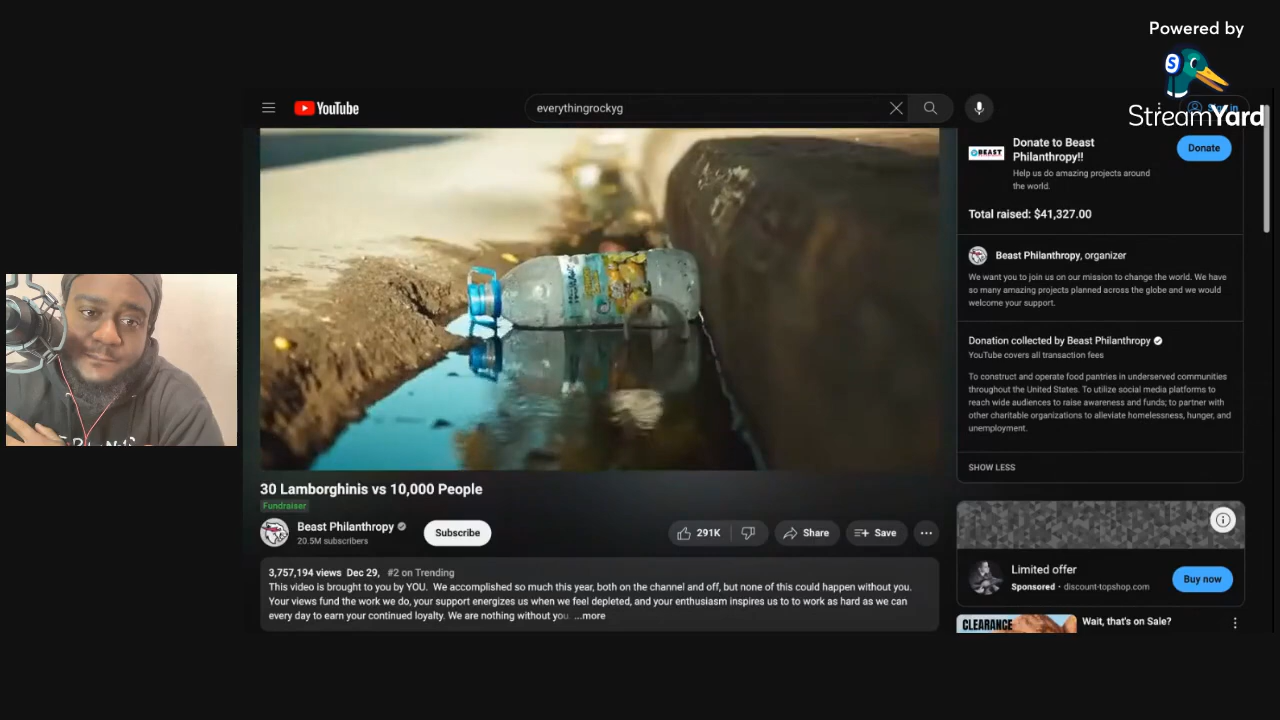 Powered by
StreamYard
YouTube
everythingrockyg
BEAST
Donate to Beast
Philanthropy!!
Help us do amazing projects around
the world.
Donate
Total raised: $41,327.00
Beast Philanthropy, organizer
We want you to join us on our mission to change the world. We have
so many amazing projects planned across the globe and we would
welcome your support.
Donation collected by Beast Philanthropy
YouTube covers all transaction fees
To construct and operate food pantries in underserved communities
throughout the United States. To utilize social media platforms to
reach wide audiences to raise awareness and funds; to partner with
other charitable organizations to alleviate homelessness, hunger, and
unemployment.
SHOW LESS
30 Lamborghinis vs 10,000 People
Fundraiser
Beast Philanthropy
20.5M subscribers
Subscribe
291K
Share
Save
3,757,194 views Dec 29, #2 on Trending
This video is brought to you by YOU. We accomplished so much this year, both on the channel and off, but none of this could happen without you.
Your views fund the work we do, your support energizes us when we feel depleted, and your enthusiasm inspires us to to work as hard as we can
every day to earn your continued loyalty. We are nothing without you. ...more
Limited offer
Sponsored · discount-topshop.com
Buy now
CLEARANCE
Wait, that's on Sale?